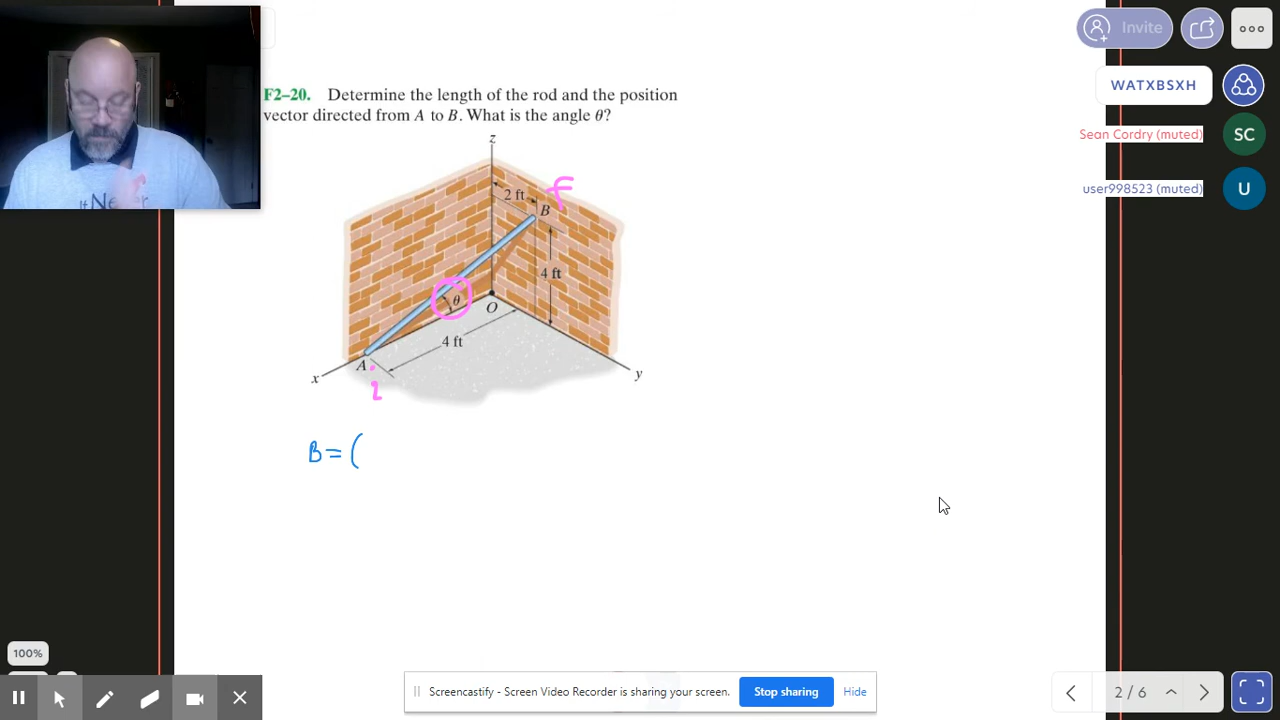 Invite
WATXBSXH
F2–20. Determine the length of the rod and the position
vector directed from A to B. What is the angle θ?
Sean Cordry (muted)
SC
user998523 (muted)
U
z
2 ft
f
B
4 ft
θ
O
4 ft
A
x
y
i
B = (
100%
Screencastify - Screen Video Recorder is sharing your screen.
Stop sharing
Hide
2 / 6